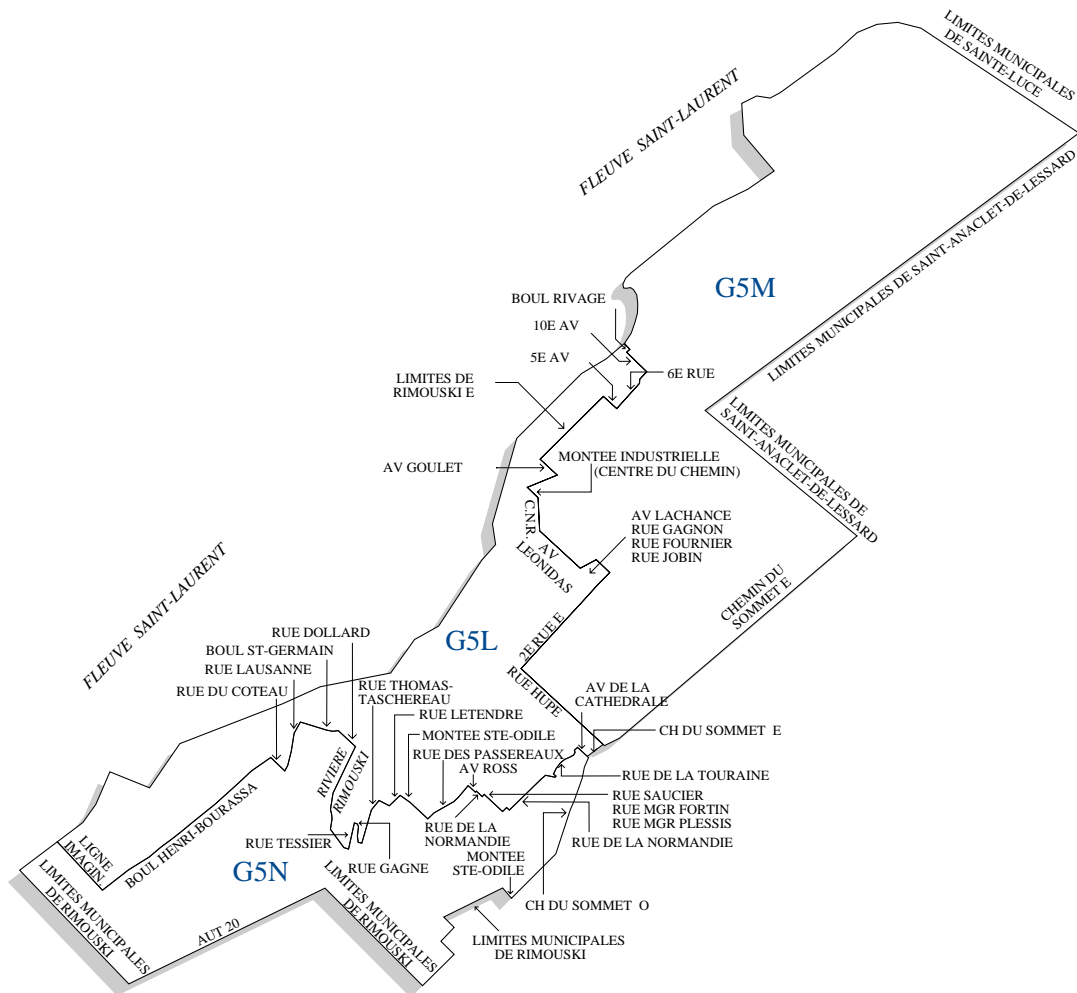 LIMITES MUNICIPALES
DE SAINTE-LUCE
FLEUVE SAINT-LAURENT
LIMITES MUNICIPALES DE SAINT-ANACLET-DE-LESSARD
G5M
BOUL RIVAGE
10E AV
5E AV
6E RUE
LIMITES DE
RIMOUSKI E
LIMITES MUNICIPALES DE
SAINT-ANACLET-DE-LESSARD
AV GOULET
MONTEE INDUSTRIELLE
(CENTRE DU CHEMIN)
C.N.R.
AV
LEONIDAS
AV LACHANCE
RUE GAGNON
RUE FOURNIER
RUE JOBIN
LIMITES MUNICIPALES DE
SAINT-ANACLET-DE-LESSARD
CHEMIN DU
SOMMET E
FLEUVE SAINT-LAURENT
G5L
2E RUE E
RUE HUPE
RUE DOLLARD
BOUL ST-GERMAIN
RUE LAUSANNE
RUE DU COTEAU
RUE THOMAS-
TASCHEREAU
RUE LETENDRE
MONTEE STE-ODILE
RUE DES PASSEREAUX
AV ROSS
AV DE LA
CATHEDRALE
CH DU SOMMET E
RUE DE LA TOURAINE
RIVIERE
RIMOUSKI
BOUL HENRI-BOURASSA
RUE SAUCIER
RUE MGR FORTIN
RUE MGR PLESSIS
RUE DE LA NORMANDIE
RUE DE LA
NORMANDIE
RUE TESSIER
RUE GAGNE
MONTEE
STE-ODILE
LIGNE
IMAGIN.
G5N
CH DU SOMMET O
LIMITES MUNICIPALES
DE RIMOUSKI
AUT 20
LIMITES MUNICIPALES
DE RIMOUSKI
LIMITES MUNICIPALES
DE RIMOUSKI